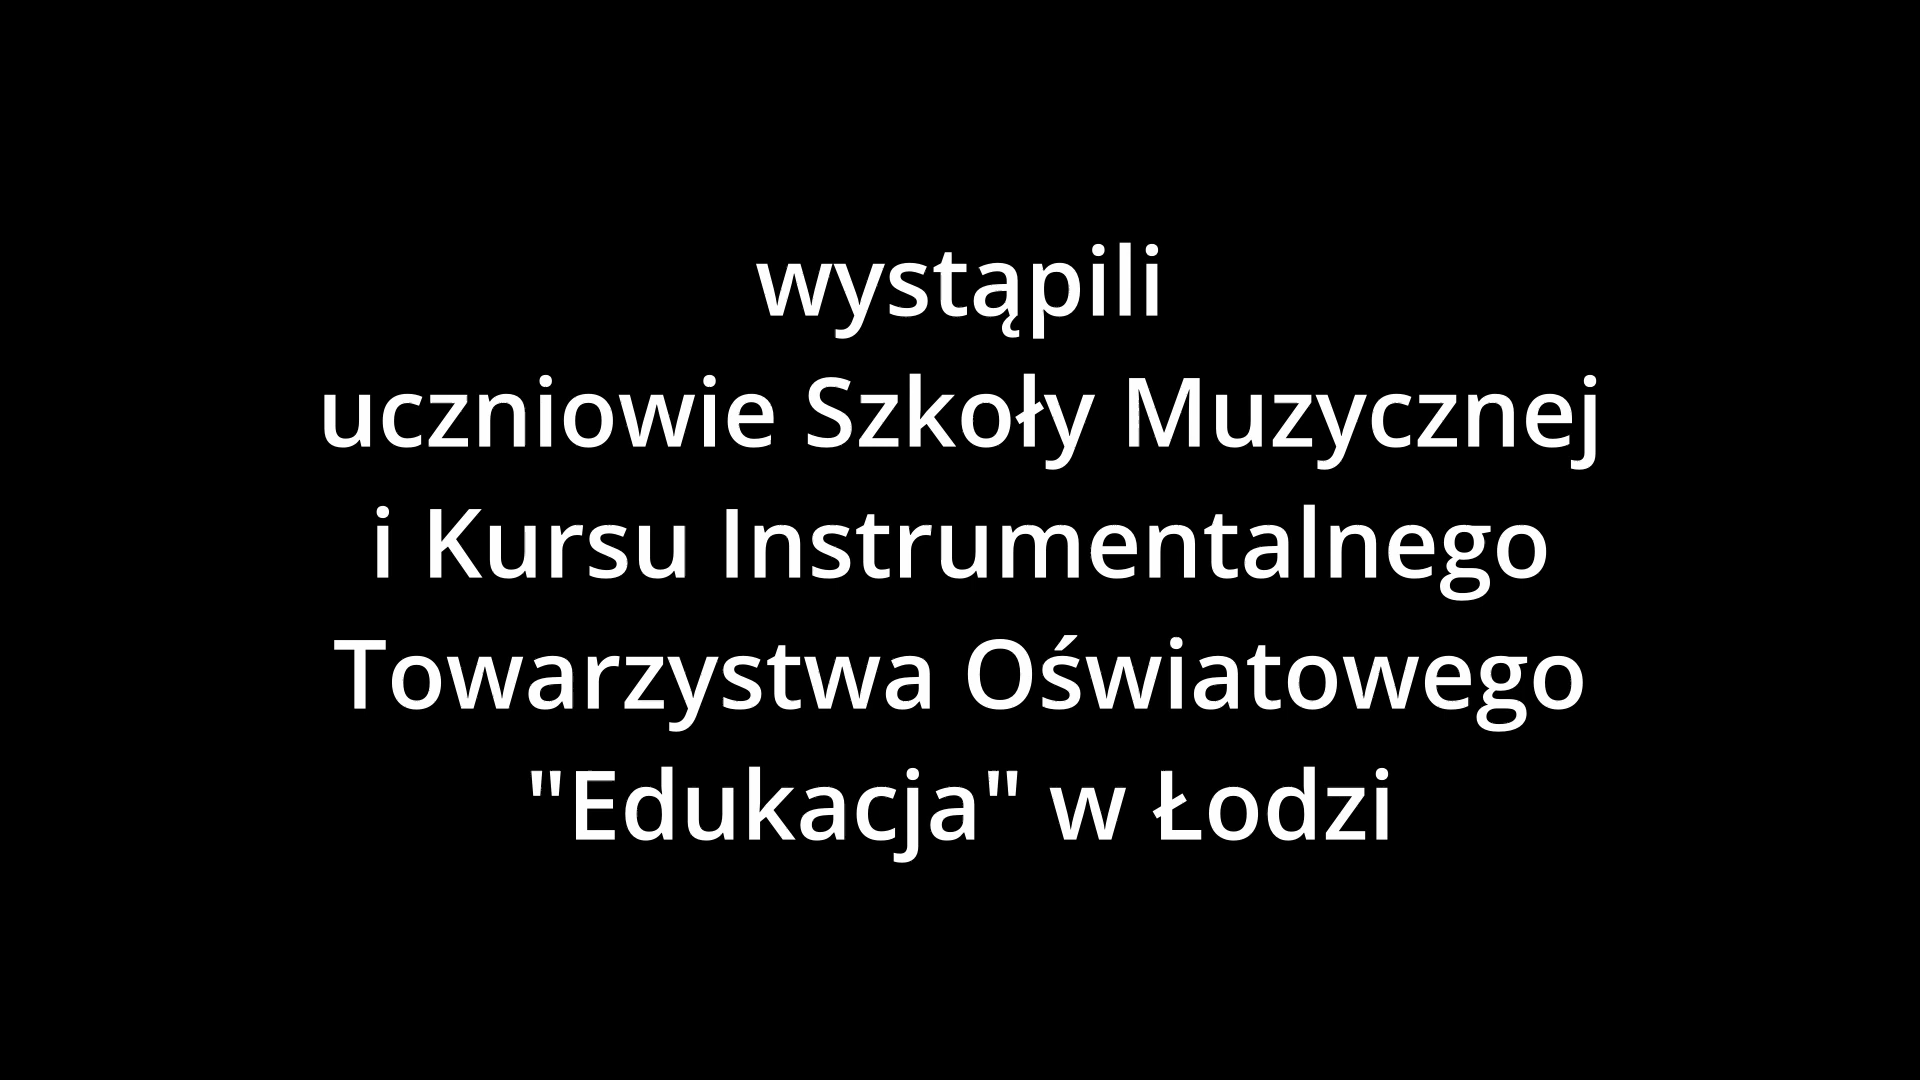 wystąpili
uczniowie Szkoły Muzycznej
i Kursu Instrumentalnego
Towarzystwa Oświatowego
"Edukacja" w Łodzi